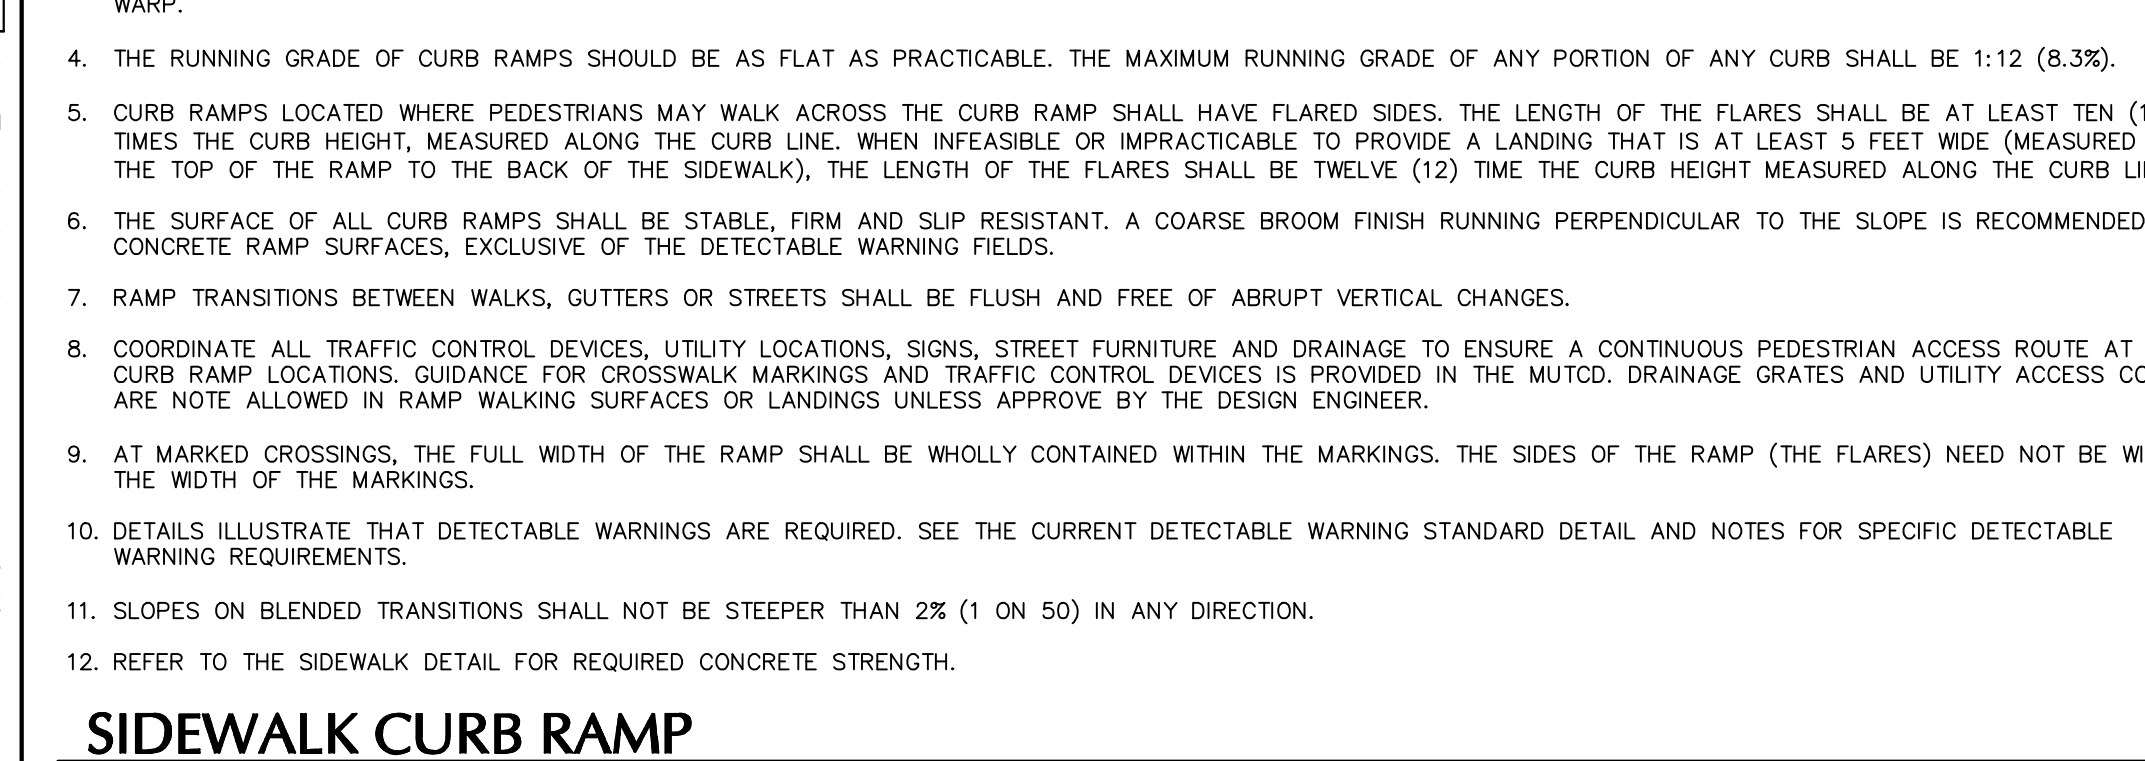 WARP.
4. THE RUNNING GRADE OF CURB RAMPS SHOULD BE AS FLAT AS PRACTICABLE. THE MAXIMUM RUNNING GRADE OF ANY PORTION OF ANY CURB SHALL BE 1:12 (8.3%).
5. CURB RAMPS LOCATED WHERE PEDESTRIANS MAY WALK ACROSS THE CURB RAMP SHALL HAVE FLARED SIDES. THE LENGTH OF THE FLARES SHALL BE AT LEAST TEN
TIMES THE CURB HEIGHT, MEASURED ALONG THE CURB LINE. WHEN INFEASIBLE OR IMPRACTICABLE TO PROVIDE A LANDING THAT IS AT LEAST 5 FEET WIDE (MEASURED
THE TOP OF THE RAMP TO THE BACK OF THE SIDEWALK), THE LENGTH OF THE FLARES SHALL BE TWELVE (12) TIME THE CURB HEIGHT MEASURED ALONG THE CURB
6. THE SURFACE OF ALL CURB RAMPS SHALL BE STABLE, FIRM AND SLIP RESISTANT. A COARSE BROOM FINISH RUNNING PERPENDICULAR TO THE SLOPE IS RECOMMENDED
CONCRETE RAMP SURFACES, EXCLUSIVE OF THE DETECTABLE WARNING FIELDS.
7. RAMP TRANSITIONS BETWEEN WALKS, GUTTERS OR STREETS SHALL BE FLUSH AND FREE OF ABRUPT VERTICAL CHANGES.
8. COORDINATE ALL TRAFFIC CONTROL DEVICES, UTILITY LOCATIONS, SIGNS, STREET FURNITURE AND DRAINAGE TO ENSURE A CONTINUOUS PEDESTRIAN ACCESS ROUTE AT
CURB RAMP LOCATIONS. GUIDANCE FOR CROSSWALK MARKINGS AND TRAFFIC CONTROL DEVICES IS PROVIDED IN THE MUTCD. DRAINAGE GRATES AND UTILITY ACCESS
ARE NOTE ALLOWED IN RAMP WALKING SURFACES OR LANDINGS UNLESS APPROVE BY THE DESIGN ENGINEER.
9. AT MARKED CROSSINGS, THE FULL WIDTH OF THE RAMP SHALL BE WHOLLY CONTAINED WITHIN THE MARKINGS. THE SIDES OF THE RAMP (THE FLARES) NEED NOT BE
THE WIDTH OF THE MARKINGS.
10. DETAILS ILLUSTRATE THAT DETECTABLE WARNINGS ARE REQUIRED. SEE THE CURRENT DETECTABLE WARNING STANDARD DETAIL AND NOTES FOR SPECIFIC DETECTABLE
WARNING REQUIREMENTS.
11. SLOPES ON BLENDED TRANSITIONS SHALL NOT BE STEEPER THAN 2% (1 ON 50) IN ANY DIRECTION.
12. REFER TO THE SIDEWALK DETAIL FOR REQUIRED CONCRETE STRENGTH.
SIDEWALK CURB RAMP